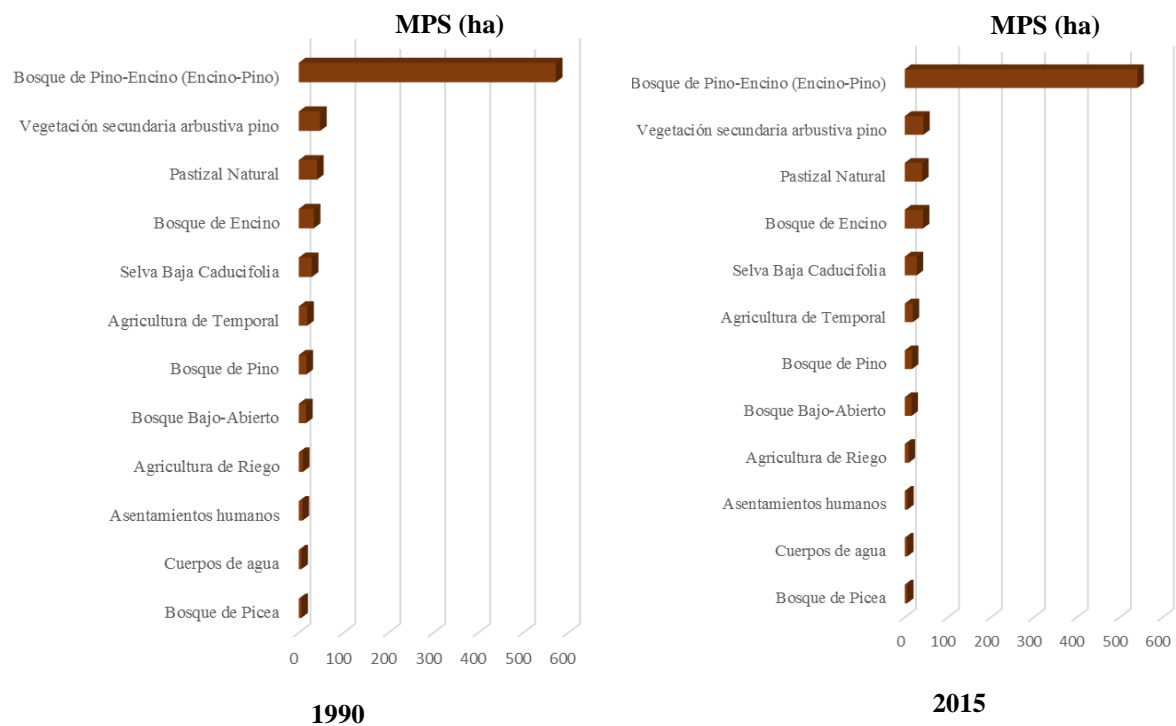 MPS (ha)
Bosque de Pino-Encino (Encino-Pino)
Vegetación secundaria arbustiva pino
Pastizal Natural
Bosque de Encino
Selva Baja Caducifolia
Agricultura de Temporal
Bosque de Pino
Bosque Bajo-Abierto
Agricultura de Riego
Asentamientos humanos
Cuerpos de agua
Bosque de Picea
0 100 200 300 400 500 600
1990
MPS (ha)
Bosque de Pino-Encino (Encino-Pino)
Vegetación secundaria arbustiva pino
Pastizal Natural
Bosque de Encino
Selva Baja Caducifolia
Agricultura de Temporal
Bosque de Pino
Bosque Bajo-Abierto
Agricultura de Riego
Asentamientos humanos
Cuerpos de agua
Bosque de Picea
0 100 200 300 400 500 600
2015